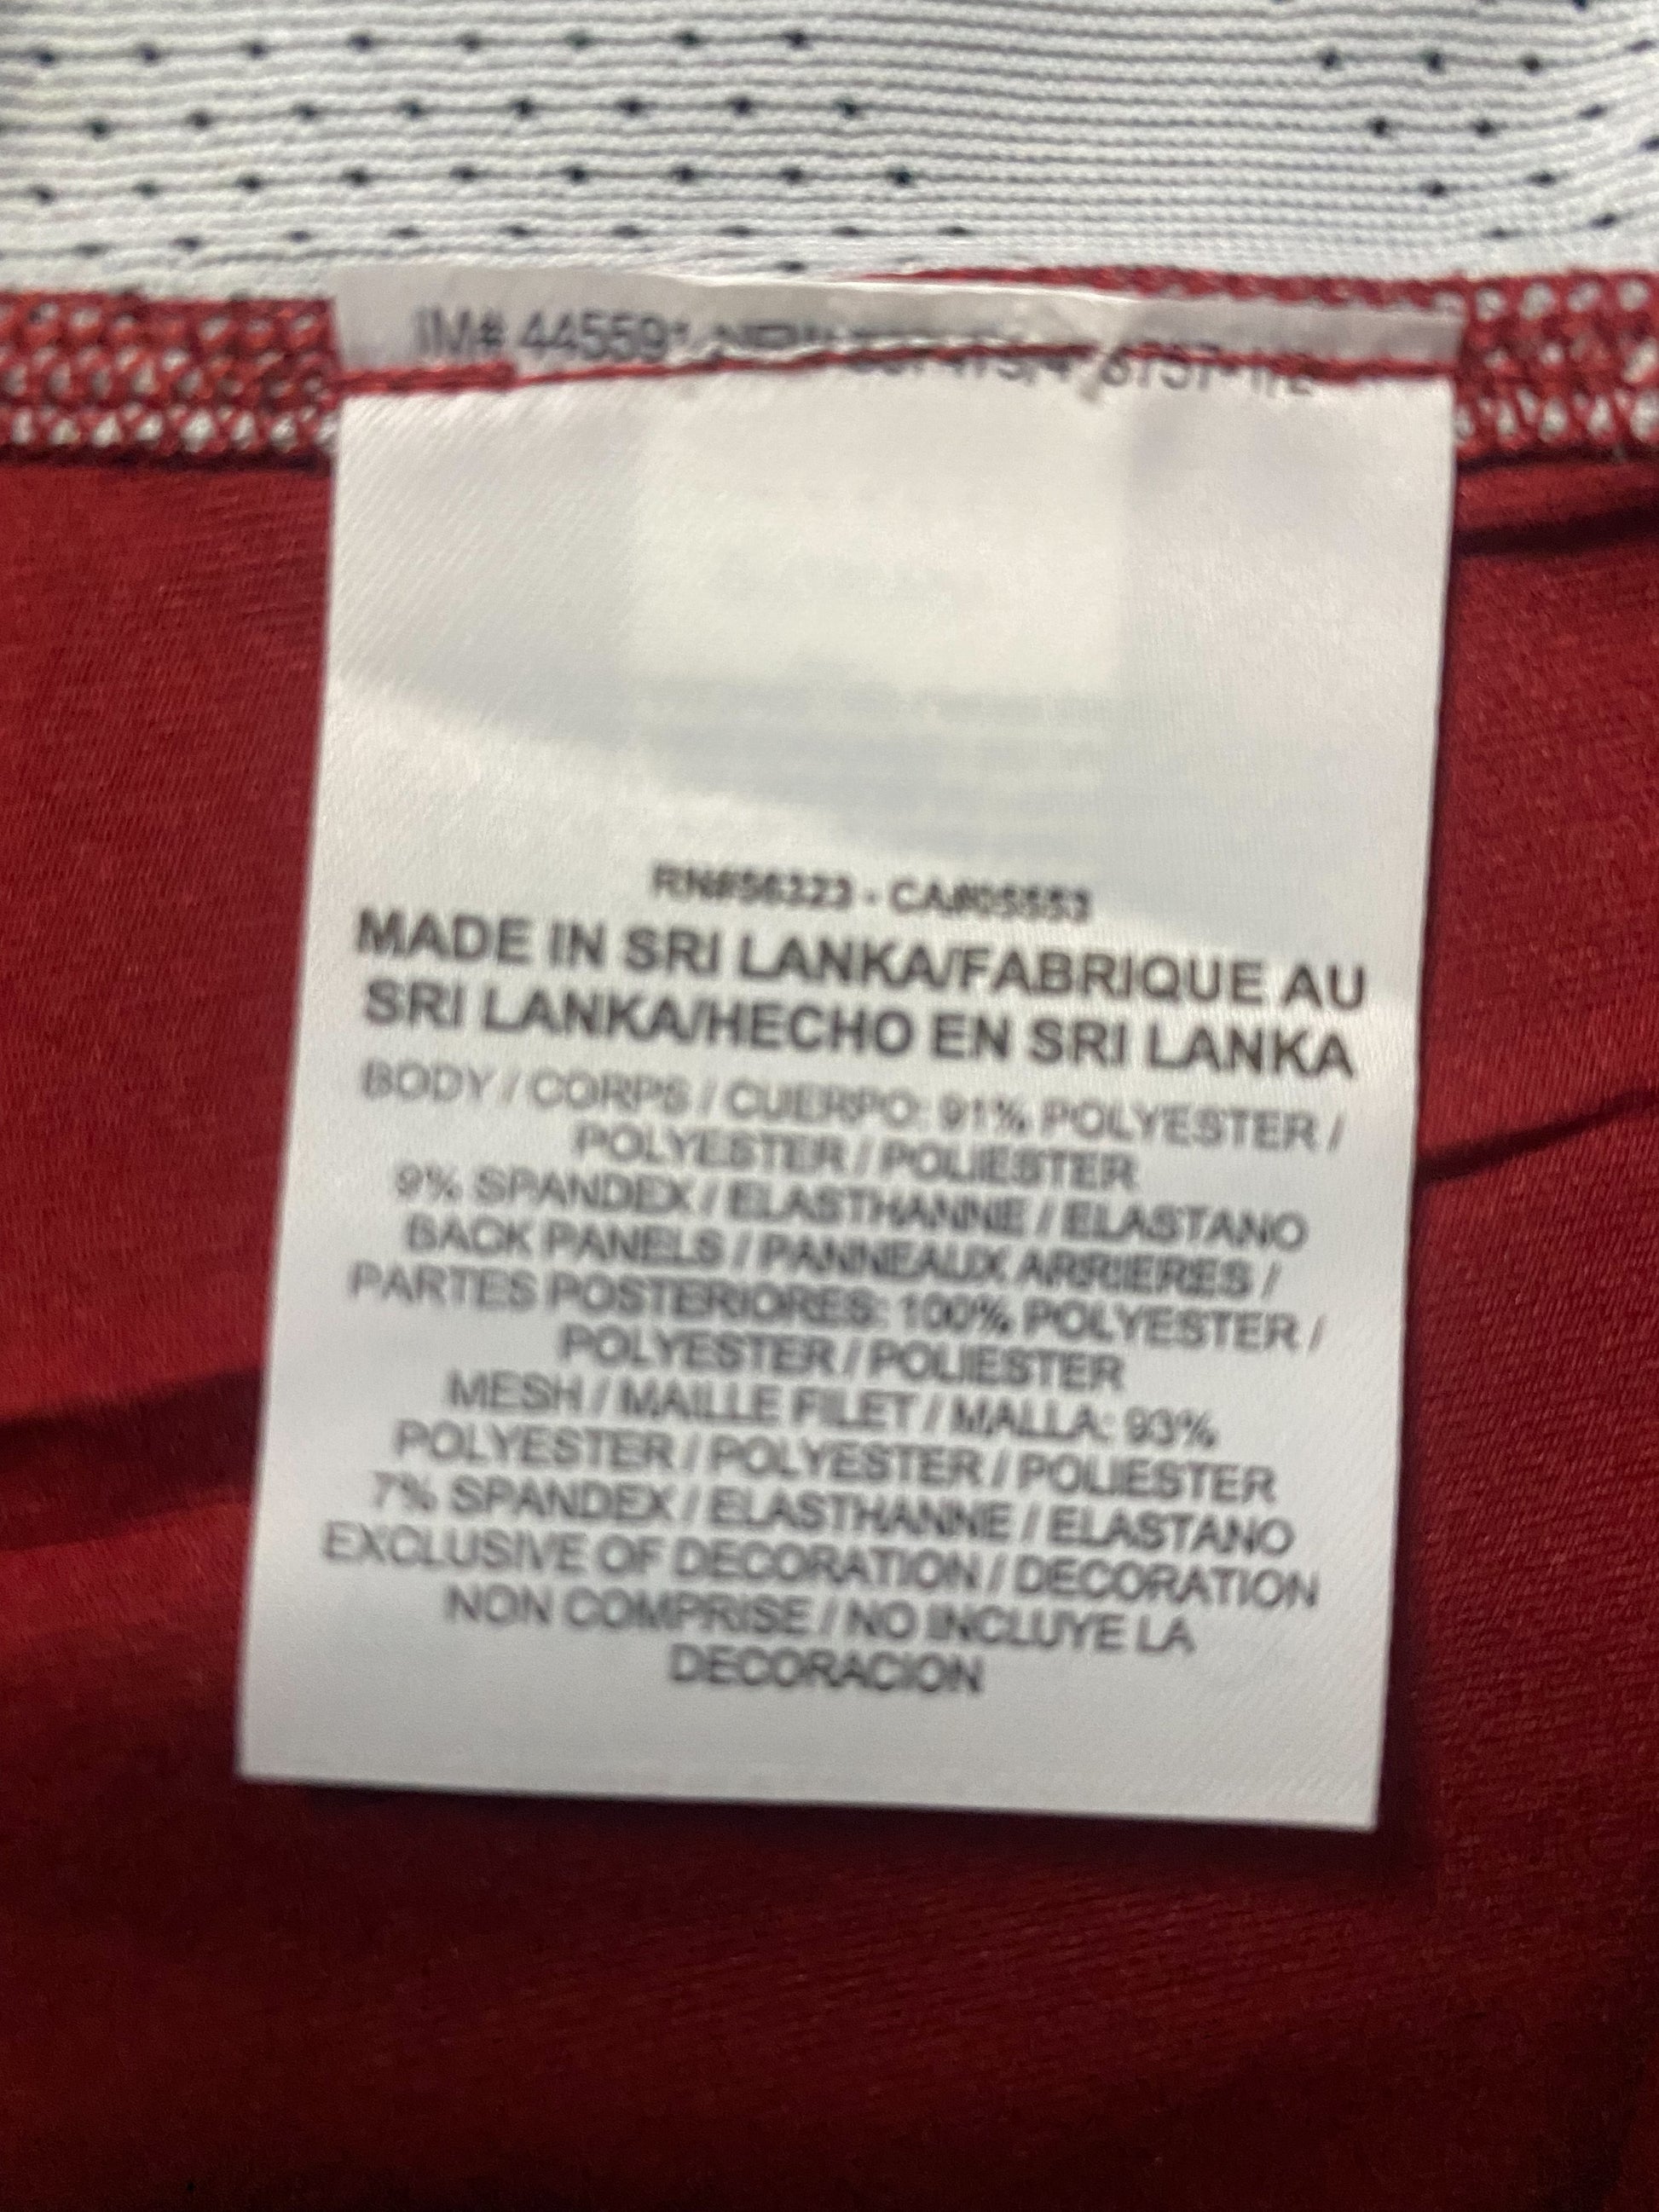 IM# 44559
RN#56323 - CA#05553
MADE IN SRI LANKA/FABRIQUE AU
SRI LANKA/HECHO EN SRI LANKA
BODY / CORPS / CUERPO: 91% POLYESTER /
POLYESTER / POLIESTER
9% SPANDEX / ELASTHANNE / ELASTANO
BACK PANELS / PANNEAUX ARRIERES /
PARTES POSTERIORES: 100% POLYESTER /
POLYESTER / POLIESTER
MESH / MAILLE FILET / MALLA: 93%
POLYESTER / POLYESTER / POLIESTER
7% SPANDEX / ELASTHANNE / ELASTANO
EXCLUSIVE OF DECORATION / DECORATION
NON COMPRISE / NO INCLUYE LA
DECORACION